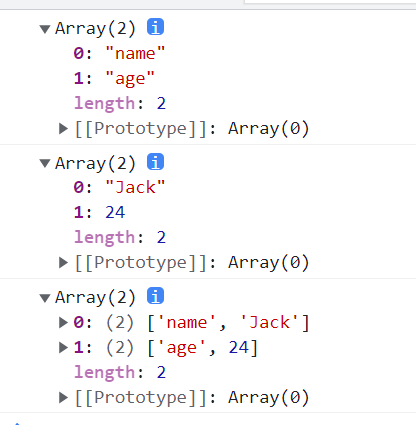 Array(2) i
0: "name"
1: "age"
length: 2
[[Prototype]]: Array(0)
Array(2) i
0: "Jack"
1: 24
length: 2
[[Prototype]]: Array(0)
Array(2) i
0: (2) ['name', 'Jack']
1: (2) ['age', 24]
length: 2
[[Prototype]]: Array(0)